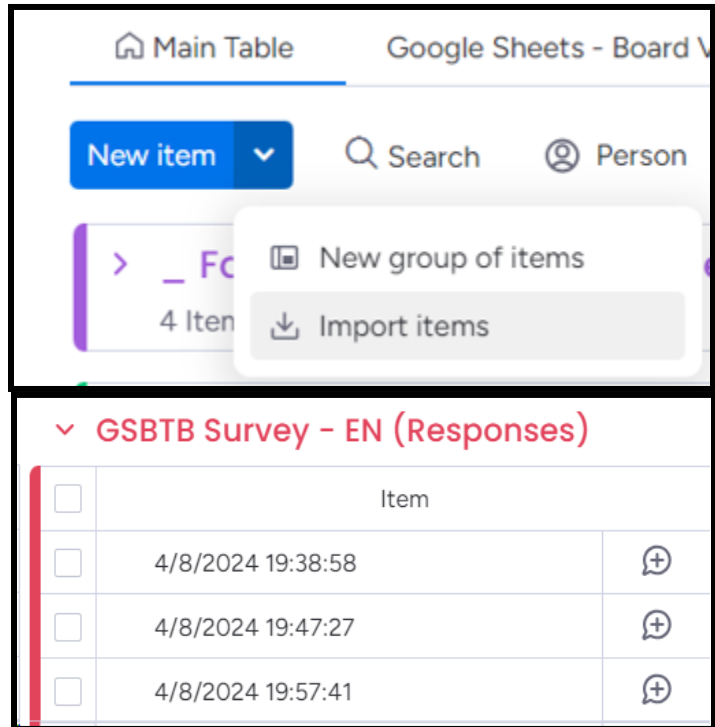 Main Table
Google Sheets - Board
New item
Search
Person
New group of items
4
Import items
GSBTB Survey - EN (Responses)
Item
4/8/2024 19:38:58
4/8/2024 19:47:27
4/8/2024 19:57:41